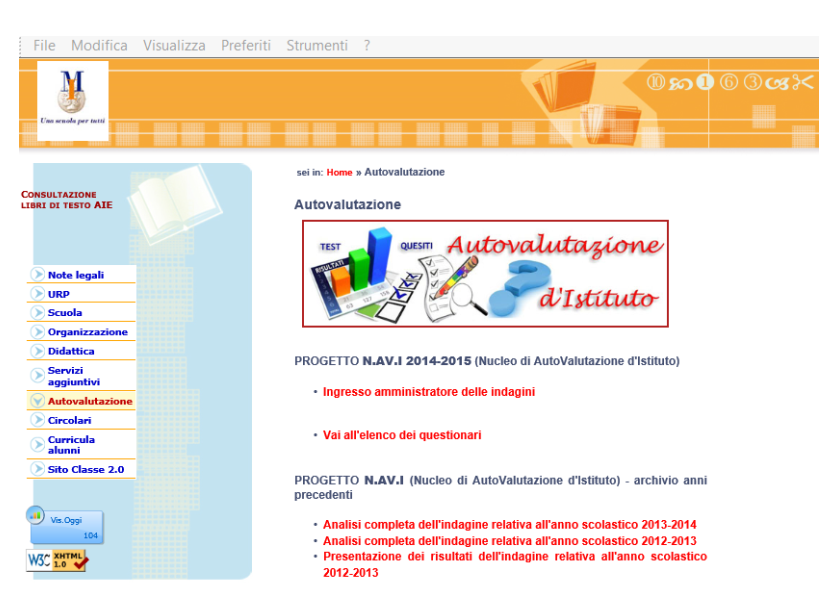 File Modifica Visualizza Preferiti Strumenti ?
M
Una scuola per tutti
⑩ ❶ ⑥ ③
CONSULTAZIONE
LIBRI DI TESTO AIE
Note legali
URP
Scuola
Organizzazione
Didattica
Servizi
aggiuntivi
Autovalutazione
Circolari
Curricula
alunni
Sito Classe 2.0
Vis.Oggi
104
W3C XHTML
1.0
sei in: Home » Autovalutazione
Autovalutazione
TEST QUESITI Autovalutazione
RISULTATI
d'Istituto
PROGETTO N.AV.I 2014-2015 (Nucleo di AutoValutazione d'Istituto)
• Ingresso amministratore delle indagini
• Vai all'elenco dei questionari
PROGETTO N.AV.I (Nucleo di AutoValutazione d'Istituto) - archivio anni
precedenti
• Analisi completa dell'indagine relativa all'anno scolastico 2013-2014
• Analisi completa dell'indagine relativa all'anno scolastico 2012-2013
• Presentazione dei risultati dell'indagine relativa all'anno scolastico
2012-2013